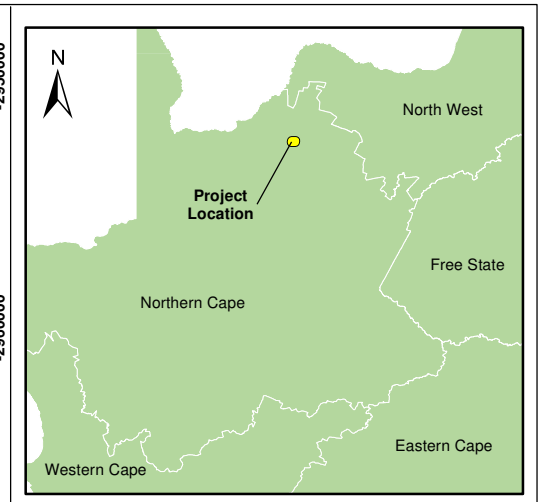 N
North West
Project
Location
Free State
Northern Cape
Eastern Cape
Western Cape